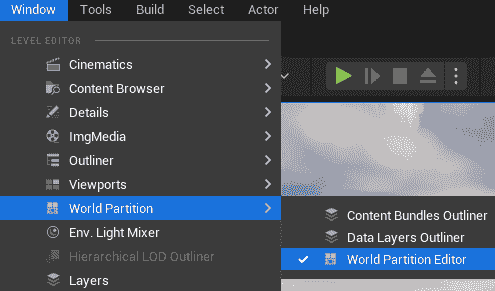 Window Tools Build Select Actor Help
LEVEL EDITOR
Cinematics
Content Browser
Details
ImgMedia
Outliner
Viewports
World Partition
Env. Light Mixer
Hierarchical LOD Outliner
Layers
Content Bundles Outliner
Data Layers Outliner
World Partition Editor